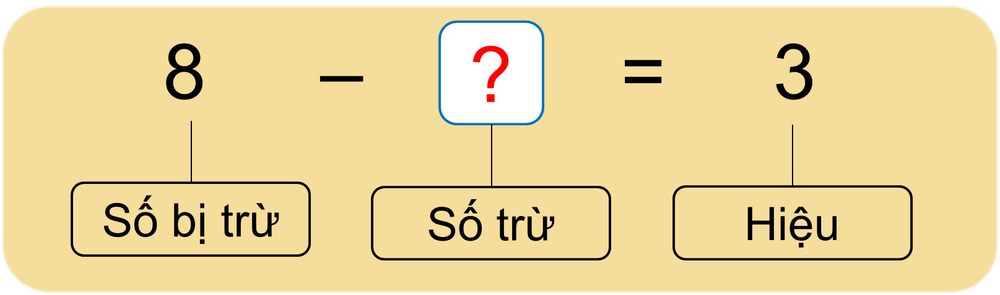 8 – ? = 3
Số bị trừ Số trừ Hiệu